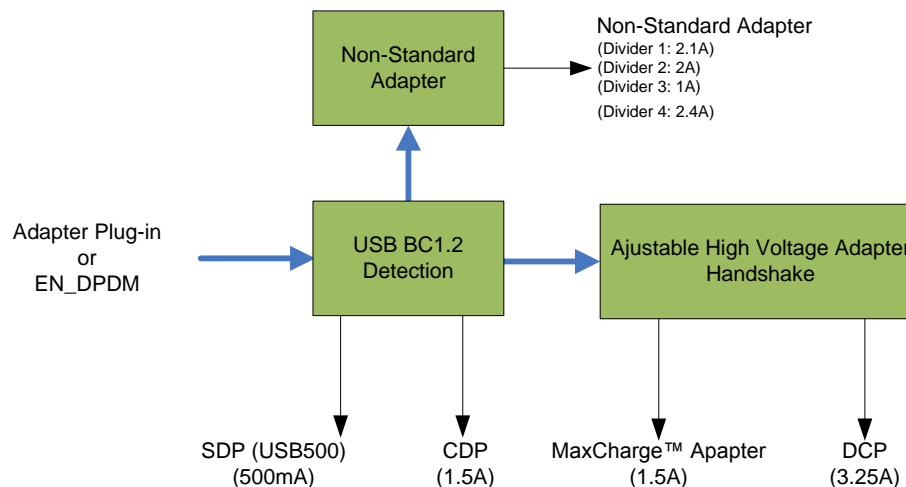 Non-Standard
Adapter
Non-Standard Adapter
(Divider 1: 2.1A)
(Divider 2: 2A)
(Divider 3: 1A)
(Divider 4: 2.4A)
Adapter Plug-in
or
EN_DPDM
USB BC1.2
Detection
Ajustable High Voltage Adapter
Handshake
SDP (USB500)
(500mA)
CDP
(1.5A)
MaxCharge™ Apapter
(1.5A)
DCP
(3.25A)